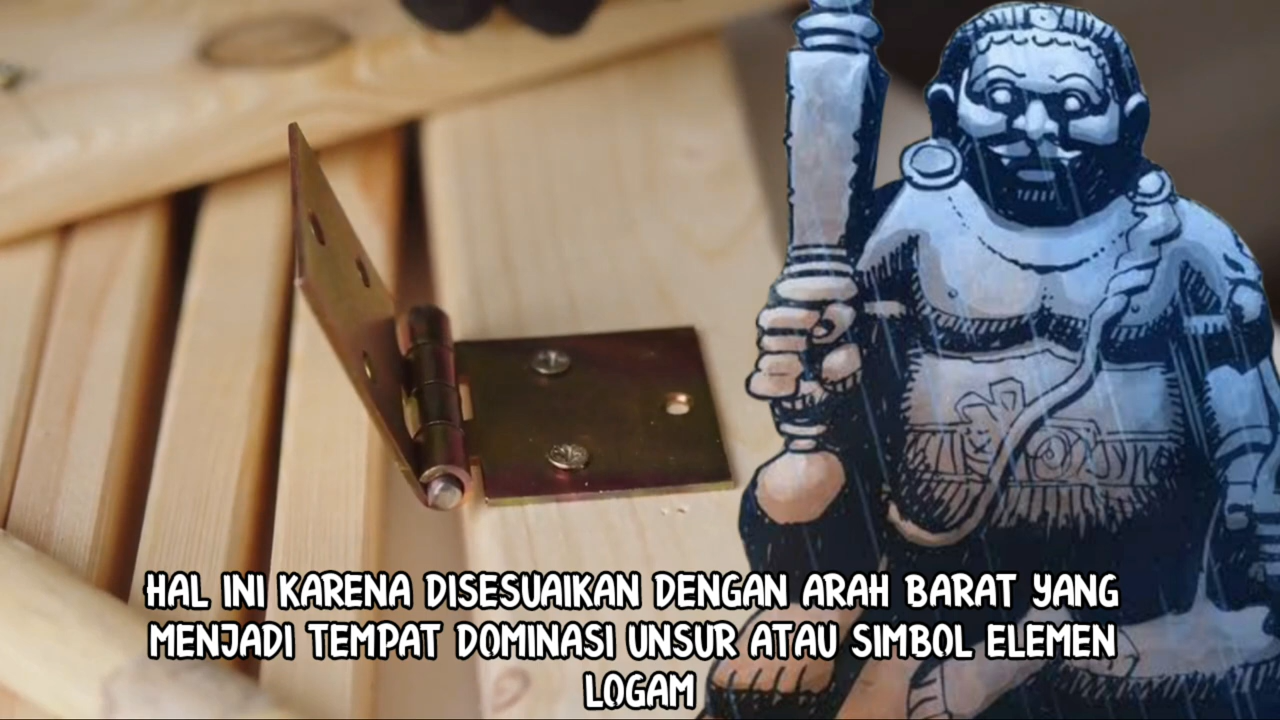 HAL INI KARENA DISESUAIKAN DENGAN ARAH BARAT YANG
MENJADI TEMPAT DOMINASI UNSUR ATAU SIMBOL ELEMEN
LOGAM